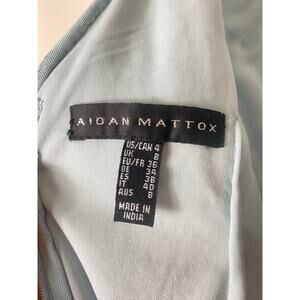 AIDAN MATTOX
US/CAN 4
UK 8
EU/FR 36
DE 34
ES 38
IT 40
AUS 8
MADE IN
INDIA